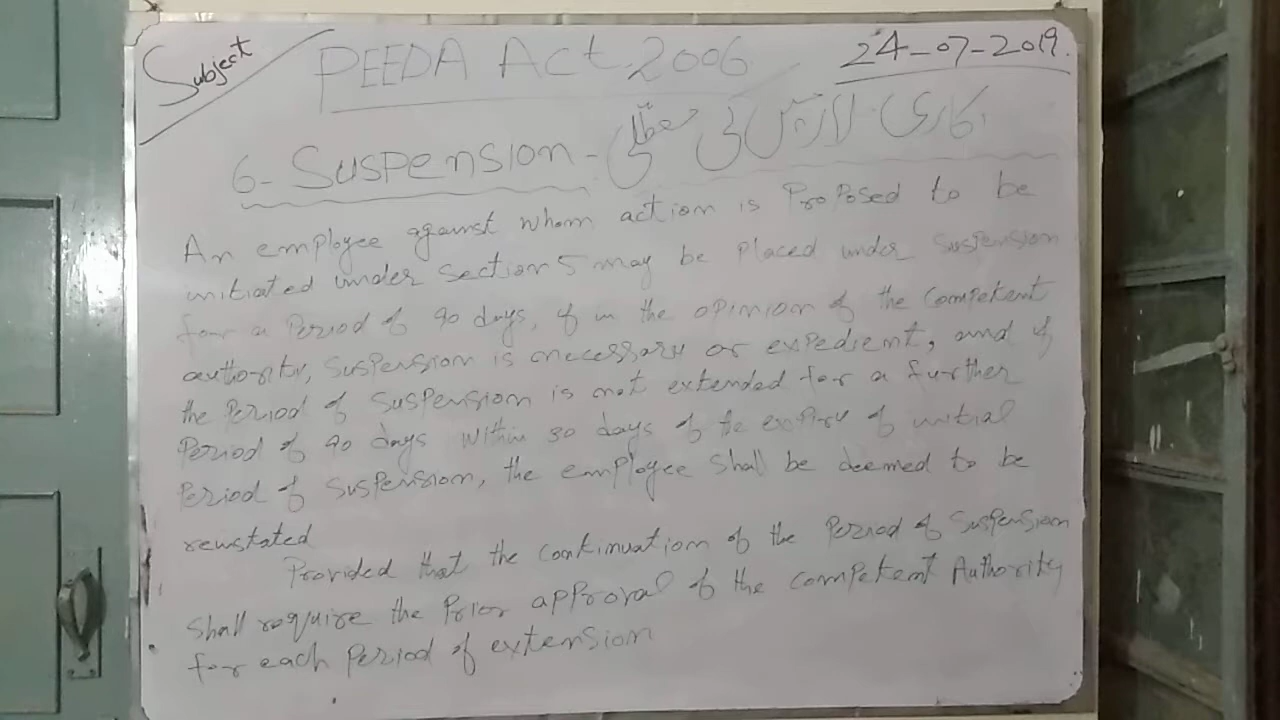 Subject PEEDA Act. 2006 24-07-2019.
6- Suspension - سرکاری ملازمین کی معطلی
An employee against whom action is Proposed to be
initiated under section 5 may be placed under suspension
for a Period of 90 days, if in the opinion of the competent
authority, suspension is necessary or expedient, and if
the Period of suspension is not extended for a further
Period of 90 days within 30 days of the expiry of initial
Period of suspension, the employee shall be deemed to be
reinstated
Provided that the continuation of the Period of suspension
shall require the Prior approval of the competent Authority
for each Period of extension